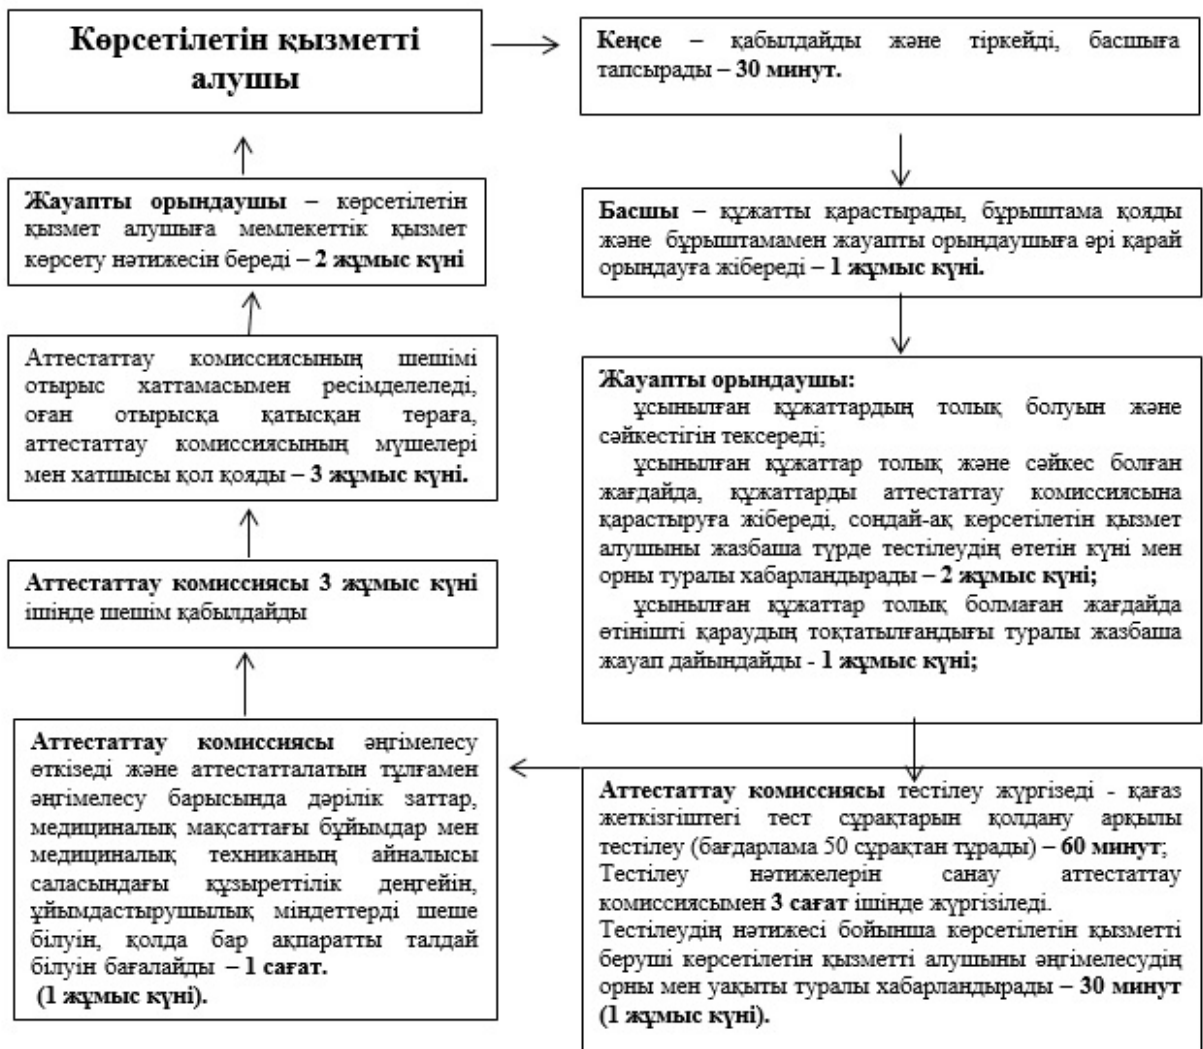 Көрсетілетін қызметті
алушы
Кеңсе – қабылдайды және тіркейді, басшыға
тапсырады – 30 минут.
Басшы – құжатты қарастырады, бұрыштама қояды
және бұрыштамамен жауапты орындаушыға әрі қарай
орындауға жібереді – 1 жұмыс күні.
Жауапты орындаушы:
ұсынылған құжаттардың толық болуын және
сәйкестігін тексереді;
ұсынылған құжаттар толық және сәйкес болған
жағдайда, құжаттарды аттестаттау комиссиясына
қарастыруға жібереді, сондай-ақ көрсетілетін қызмет
алушыны жазбаша түрде тестілеудің өтетін күні мен
орны туралы хабарландырады – 2 жұмыс күні;
ұсынылған құжаттар толық болмаған жағдайда
өтінішті қараудың тоқтатылғандығы туралы жазбаша
жауап дайындайды - 1 жұмыс күні;
Аттестаттау комиссиясы тестілеу жүргізеді - қағаз
жеткізгіштегі тест сұрақтарын қолдану арқылы
тестілеу (бағдарлама 50 сұрақтан тұрады) – 60 минут;
Тестілеу нәтижелерін санау аттестаттау
комиссиясымен 3 сағат ішінде жүргізіледі.
Тестілеудің нәтижесі бойынша көрсетілетін қызметті
беруші көрсетілетін қызметті алушыны әңгімелесудің
орны мен уақыты туралы хабарландырады – 30 минут
(1 жұмыс күні).
Аттестаттау комиссиясы әңгімелесу
өткізеді және аттестатталатын тұлғамен
әңгімелесу барысында дәрілік заттар,
медициналық мақсаттағы бұйымдар мен
медициналық техниканың айналысы
саласындағы құзыреттілік деңгейін,
ұйымдастырушылық міндеттерді шеше
білуін, қолда бар ақпаратты талдай
білуін бағалайды – 1 сағат.
(1 жұмыс күні).
Аттестаттау комиссиясы 3 жұмыс күні
ішінде шешім қабылдайды
Аттестаттау комиссиясының шешімі
отырыс хаттамасымен ресімделеледі,
оған отырысқа қатысқан төраға,
аттестаттау комиссиясының мүшелері
мен хатшысы қол қояды – 3 жұмыс күні.
Жауапты орындаушы – көрсетілетін
қызмет алушыға мемлекеттік қызмет
көрсету нәтижесін береді – 2 жұмыс күні